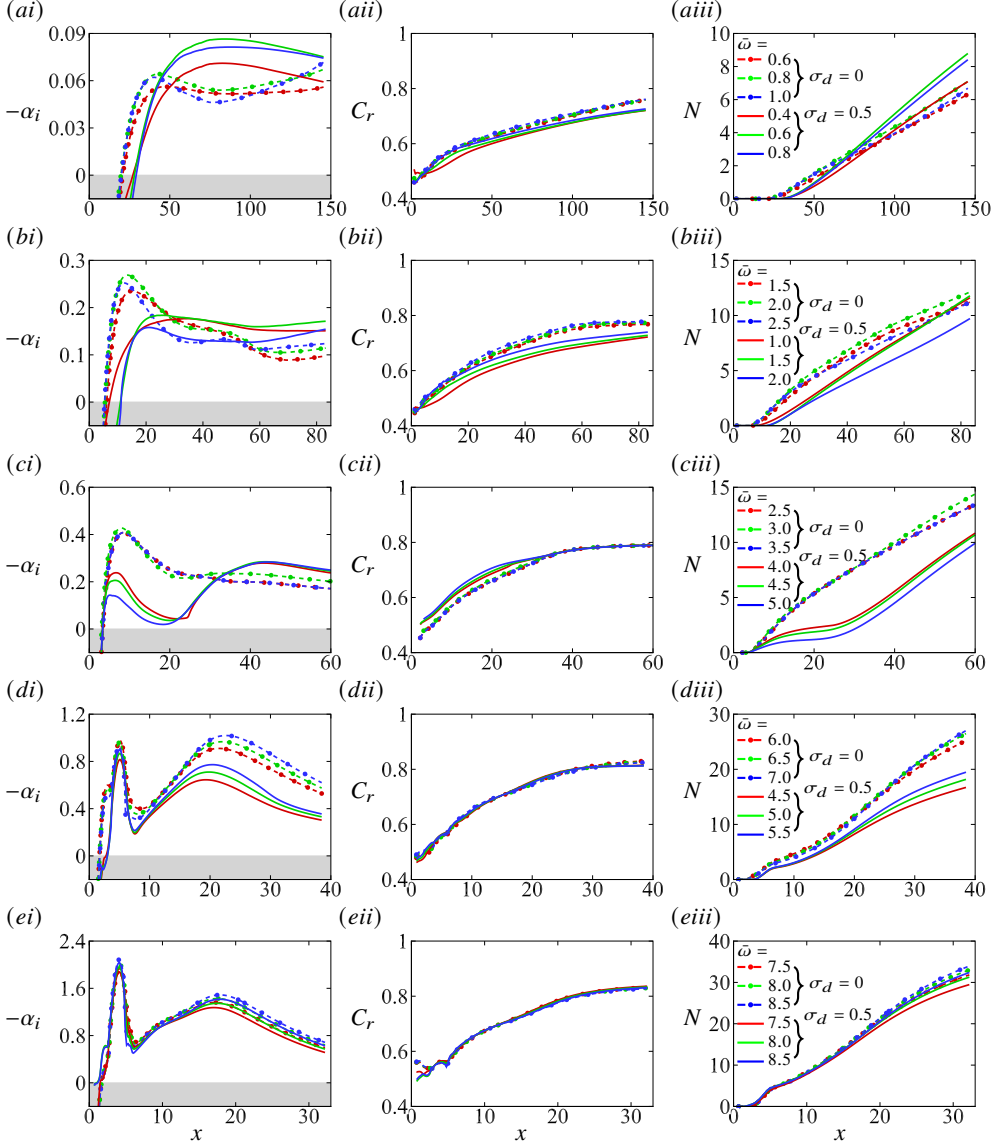 (ai) (aii) (aiii)
0.09 1 10
0.06 0.8 8
0.03 0.6 6
0 0.4 4
2
0
−αi Cr N
ω̄ =
0.6
0.8 σd = 0
1.0
0.4
0.6 σd = 0.5
0.8
0 50 100 150 0 50 100 150 50 100 150
(bi) (bii) (biii)
0.3 1 15
0.2 0.8 10
0.1 0.6 5
0 0.4 0
−αi Cr N
ω̄ =
1.5
2.0 σd = 0
2.5
1.0
1.5 σd = 0.5
2.0
0 20 40 60 80 0 20 40 60 80 0 20 40 60 80
(ci) (cii) (ciii)
0.6 1 15
0.4 0.8 10
0.2 0.6 5
0 0.4 0
−αi Cr N
ω̄ =
2.5
3.0 σd = 0
3.5
4.0
4.5 σd = 0.5
5.0
0 20 40 60 0 20 40 60 0 20 40 60
(di) (dii) (diii)
1.2 1 30
0.8 0.8 20
0.4 0.6 10
0 0.4 0
−αi Cr N
ω̄ =
6.0
6.5 σd = 0
7.0
4.5
5.0 σd = 0.5
5.5
0 10 20 30 40 0 10 20 30 40 0 10 20 30 40
(ei) (eii) (eiii)
2.4 1 40
1.6 0.8 30
0.8 0.6 20
0 0.4 10
0
−αi Cr N
ω̄ =
7.5
8.0 σd = 0
8.5
7.5
8.0 σd = 0.5
8.5
0 10 20 30 0 10 20 30 0 10 20 30
x x x